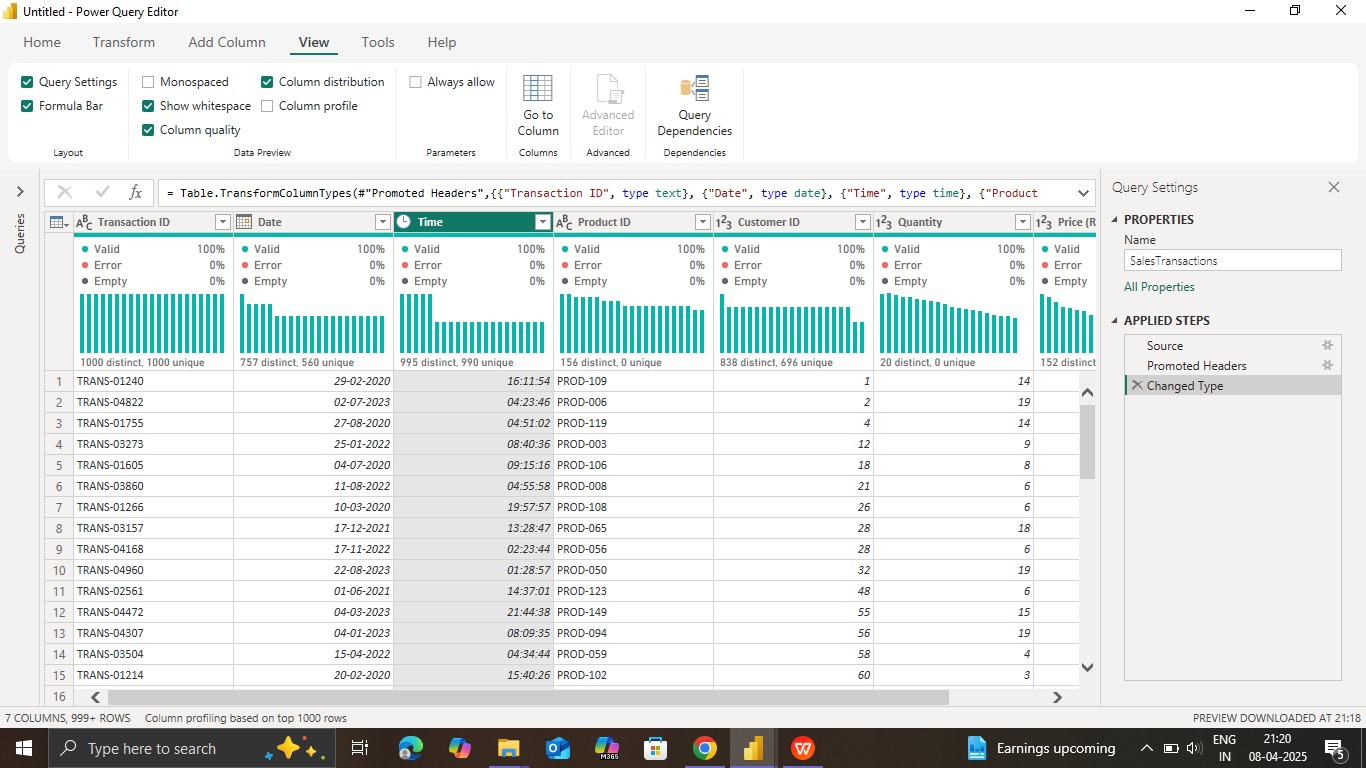 Untitled - Power Query Editor
Home Transform Add Column View Tools Help
Query Settings Monospaced Column distribution Always allow
Formula Bar Show whitespace Column profile
Column quality
Go to Column
Advanced Editor
Query Dependencies
Layout Data Preview Parameters Columns Advanced Dependencies
Queries
fx = Table.TransformColumnTypes(#"Promoted Headers",{{"Transaction ID", type text}, {"Date", type date}, {"Time", type time}, {"Product
ABC Transaction ID Date Time ABC Product ID 123 Customer ID 123 Quantity 123 Price (R
Valid 100% Valid 100% Valid 100% Valid 100% Valid 100% Valid 100% Valid
Error 0% Error 0% Error 0% Error 0% Error 0% Error 0% Error
Empty 0% Empty 0% Empty 0% Empty 0% Empty 0% Empty 0% Empty
1000 distinct, 1000 unique 757 distinct, 560 unique 995 distinct, 990 unique 156 distinct, 0 unique 838 distinct, 696 unique 20 distinct, 0 unique 152 distinct
1 TRANS-01240 29-02-2020 16:11:54 PROD-109 1 14
2 TRANS-04822 02-07-2023 04:23:46 PROD-006 2 19
3 TRANS-01755 27-08-2020 04:51:02 PROD-119 4 14
4 TRANS-03273 25-01-2022 08:40:36 PROD-003 12 9
5 TRANS-01605 04-07-2020 09:15:16 PROD-106 18 8
6 TRANS-03860 11-08-2022 04:55:58 PROD-008 21 6
7 TRANS-01266 10-03-2020 19:57:57 PROD-108 26 6
8 TRANS-03157 17-12-2021 13:28:47 PROD-065 28 18
9 TRANS-04168 17-11-2022 02:23:44 PROD-056 28 6
10 TRANS-04960 22-08-2023 01:28:57 PROD-050 32 19
11 TRANS-02561 01-06-2021 14:37:01 PROD-123 48 6
12 TRANS-04472 04-03-2023 21:44:38 PROD-149 55 15
13 TRANS-04307 04-01-2023 08:09:35 PROD-094 56 19
14 TRANS-03504 15-04-2022 04:34:44 PROD-059 58 4
15 TRANS-01214 20-02-2020 15:40:26 PROD-102 60 3
16
Query Settings
PROPERTIES
Name
SalesTransactions
All Properties
APPLIED STEPS
Source
Promoted Headers
Changed Type
7 COLUMNS, 999+ ROWS Column profiling based on top 1000 rows PREVIEW DOWNLOADED AT 21:18
Type here to search
M365
Earnings upcoming
ENG
IN
21:20
08-04-2025
5